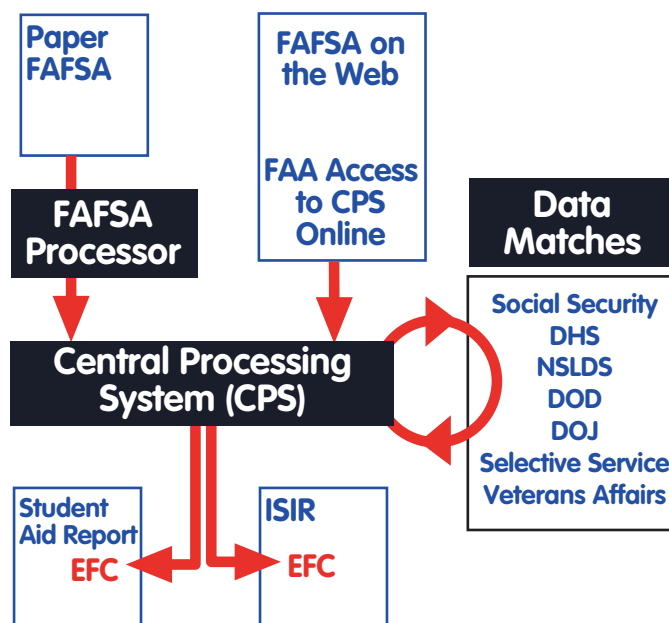 Paper
FAFSA
FAFSA on
the Web
FAA Access
to CPS
Online
FAFSA
Processor
Data
Matches
Social Security
DHS
NSLDS
DOD
DOJ
Selective Service
Veterans Affairs
Central Processing
System (CPS)
Student
Aid Report
EFC
ISIR
EFC